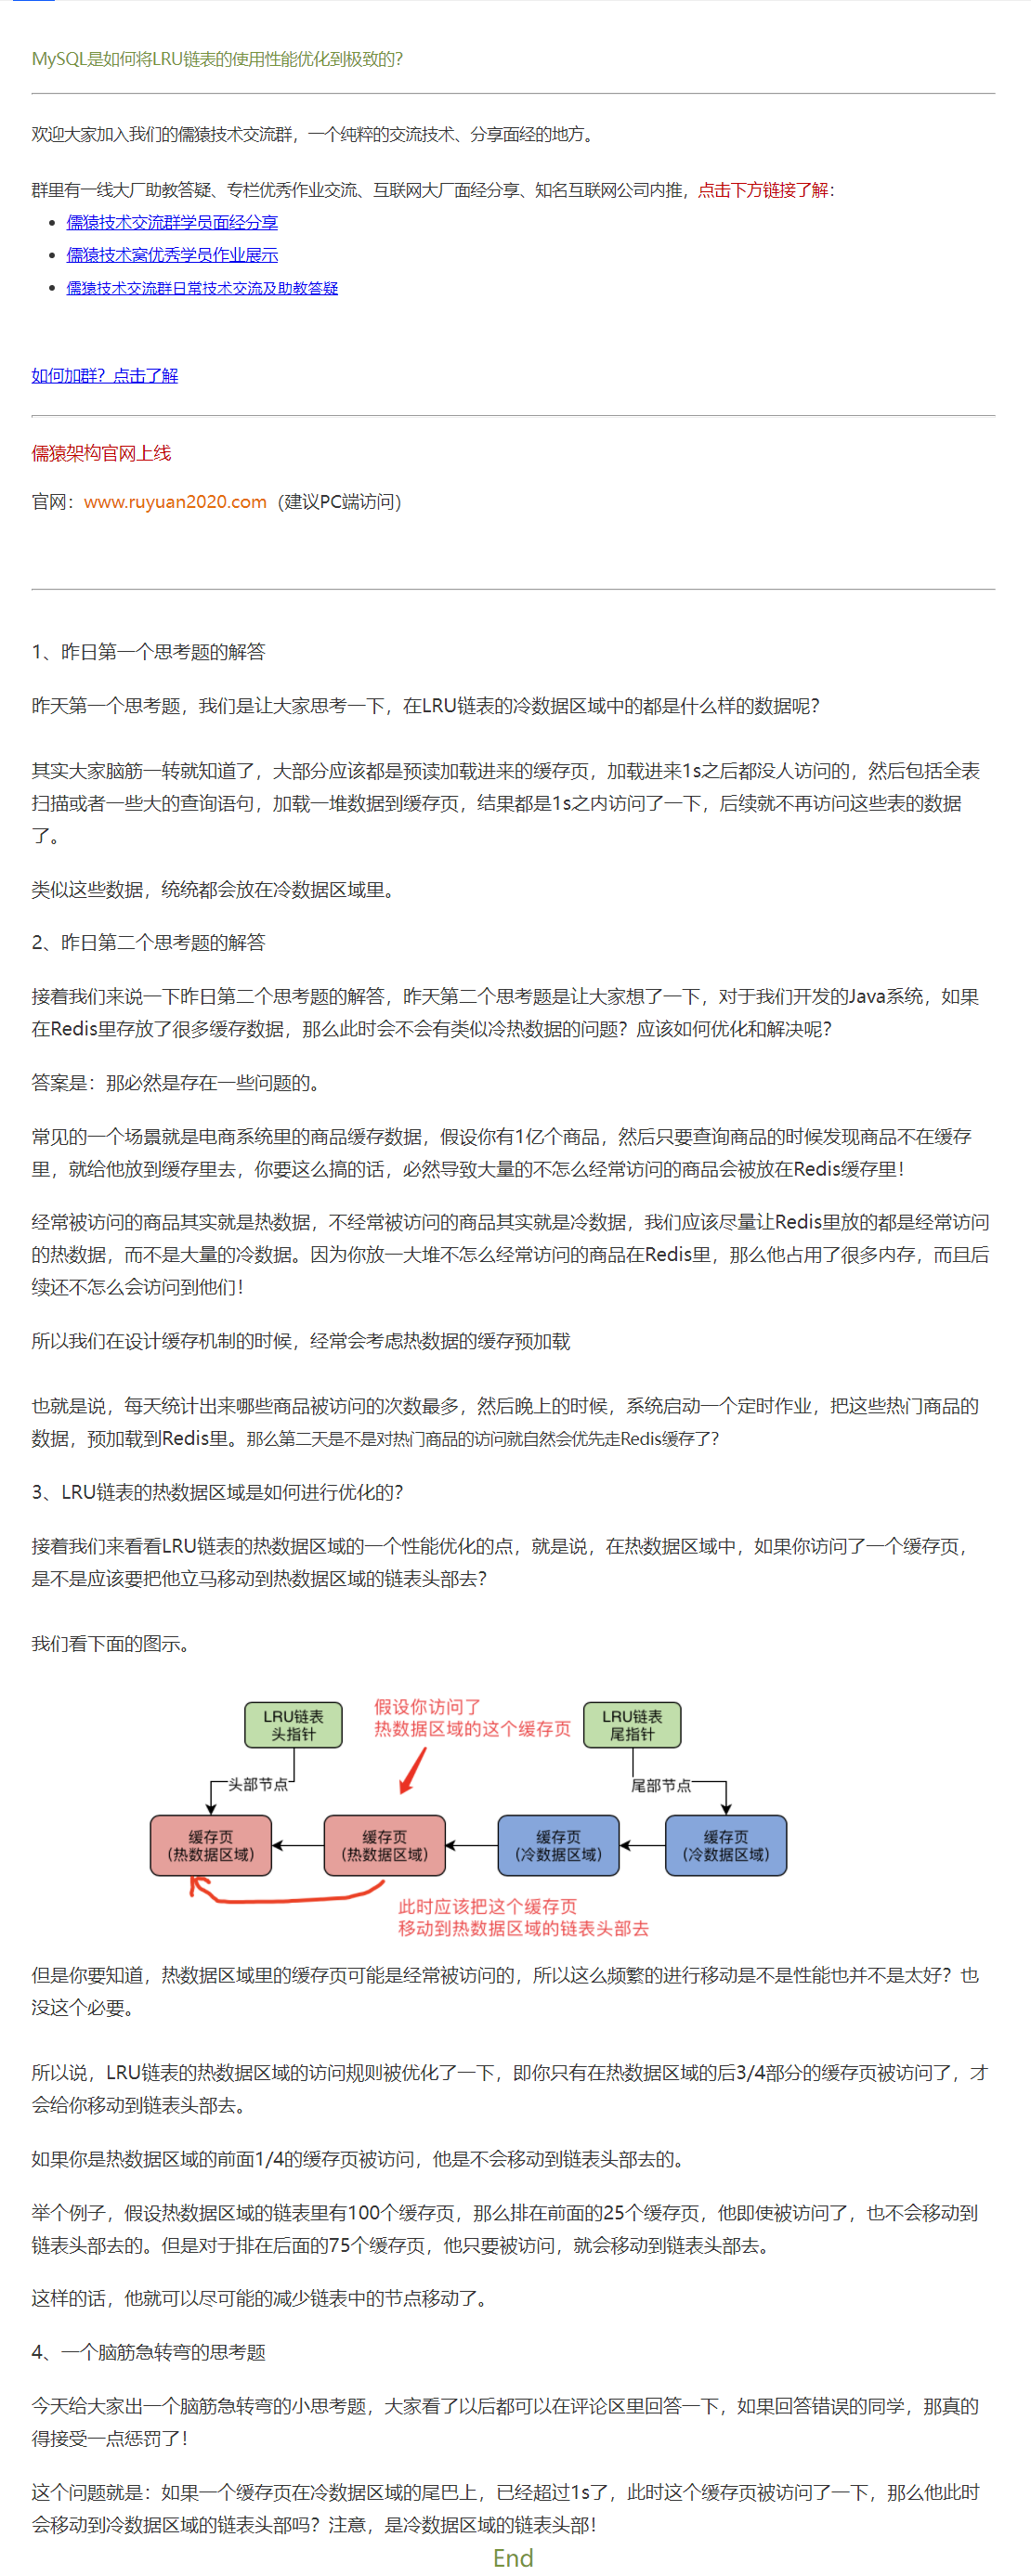 MySQL是如何将LRU链表的使用性能优化到极致的?
欢迎大家加入我们的儒猿技术交流群，一个纯粹的交流技术、分享面经的地方。
群里有一线大厂助教答疑、专栏优秀作业交流、互联网大厂面经分享、知名互联网公司内推，点击下方链接了解：
• 儒猿技术交流群学员面经分享
• 儒猿技术窝优秀学员作业展示
• 儒猿技术交流群日常技术交流及助教答疑
如何加群？点击了解
儒猿架构官网上线
官网：www.ruyuan2020.com（建议PC端访问）
1、昨日第一个思考题的解答
昨天第一个思考题，我们是让大家思考一下，在LRU链表的冷数据区域中的都是什么样的数据呢？
其实大家脑筋一转就知道了，大部分应该都是预读加载进来的缓存页，加载进来1s之后都没人访问的，然后包括全表
扫描或者一些大的查询语句，加载一堆数据到缓存页，结果都是1s之内访问了一下，后续就不再访问这些表的数据
了。
类似这些数据，统统都会放在冷数据区域里。
2、昨日第二个思考题的解答
接着我们来说一下昨日第二个思考题的解答，昨天第二个思考题是让大家想了一下，对于我们开发的Java系统，如果
在Redis里存放了很多缓存数据，那么此时会不会有类似冷热数据的问题？应该如何优化和解决呢？
答案是：那必然是存在一些问题的。
常见的一个场景就是电商系统里的商品缓存数据，假设你有1亿个商品，然后只要查询商品的时候发现商品不在缓存
里，就给他放到缓存里去，你要这么搞的话，必然导致大量的不怎么经常访问的商品会被放在Redis缓存里！
经常被访问的商品其实就是热数据，不经常被访问的商品其实就是冷数据，我们应该尽量让Redis里放的都是经常访问
的热数据，而不是大量的冷数据。因为你放一大堆不怎么经常访问的商品在Redis里，那么他占用了很多内存，而且后
续还不怎么会访问到他们！
所以我们在设计缓存机制的时候，经常会考虑热数据的缓存预加载
也就是说，每天统计出来哪些商品被访问的次数最多，然后晚上的时候，系统启动一个定时作业，把这些热门商品的
数据，预加载到Redis里。那么第二天是不是对热门商品的访问就自然会优先走Redis缓存了？
3、LRU链表的热数据区域是如何进行优化的？
接着我们来看看LRU链表的热数据区域的一个性能优化的点，就是说，在热数据区域中，如果你访问了一个缓存页，
是不是应该要把他立马移动到热数据区域的链表头部去？
我们看下面的图示。
LRU链表
头指针
假设你访问了
热数据区域的这个缓存页
LRU链表
尾指针
头部节点
尾部节点
缓存页
（热数据区域）
缓存页
（热数据区域）
缓存页
（冷数据区域）
缓存页
（冷数据区域）
此时应该把这个缓存页
移动到热数据区域的链表头部去
但是你要知道，热数据区域里的缓存页可能是经常被访问的，所以这么频繁的进行移动是不是性能也并不是太好？也
没这个必要。
所以说，LRU链表的热数据区域的访问规则被优化了一下，即你只有在热数据区域的后3/4部分的缓存页被访问了，才
会给你移动到链表头部去。
如果你是热数据区域的前面1/4的缓存页被访问，他是不会移动到链表头部去的。
举个例子，假设热数据区域的链表里有100个缓存页，那么排在前面的25个缓存页，他即使被访问了，也不会移动到
链表头部去的。但是对于排在后面的75个缓存页，他只要被访问，就会移动到链表头部去。
这样的话，他就可以尽可能的减少链表中的节点移动了。
4、一个脑筋急转弯的思考题
今天给大家出一个脑筋急转弯的小思考题，大家看了以后都可以在评论区里回答一下，如果回答错误的同学，那真的
得接受一点惩罚了！
这个问题就是：如果一个缓存页在冷数据区域的尾巴上，已经超过1s了，此时这个缓存页被访问了一下，那么他此时
会移动到冷数据区域的链表头部吗？注意，是冷数据区域的链表头部！
End